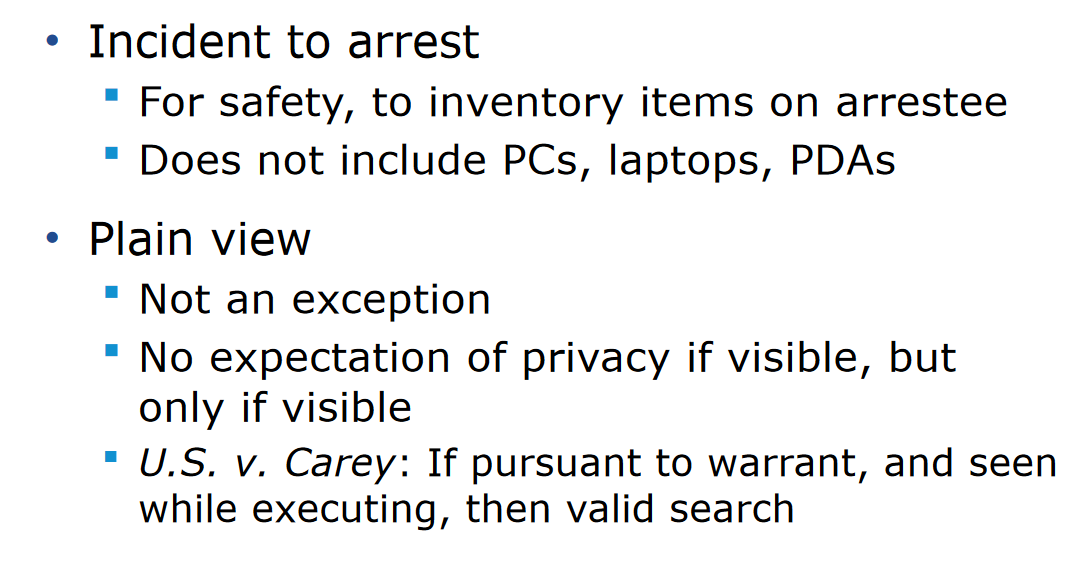 • Incident to arrest
▪ For safety, to inventory items on arrestee
▪ Does not include PCs, laptops, PDAs
• Plain view
▪ Not an exception
▪ No expectation of privacy if visible, but
only if visible
▪ U.S. v. Carey: If pursuant to warrant, and seen
while executing, then valid search